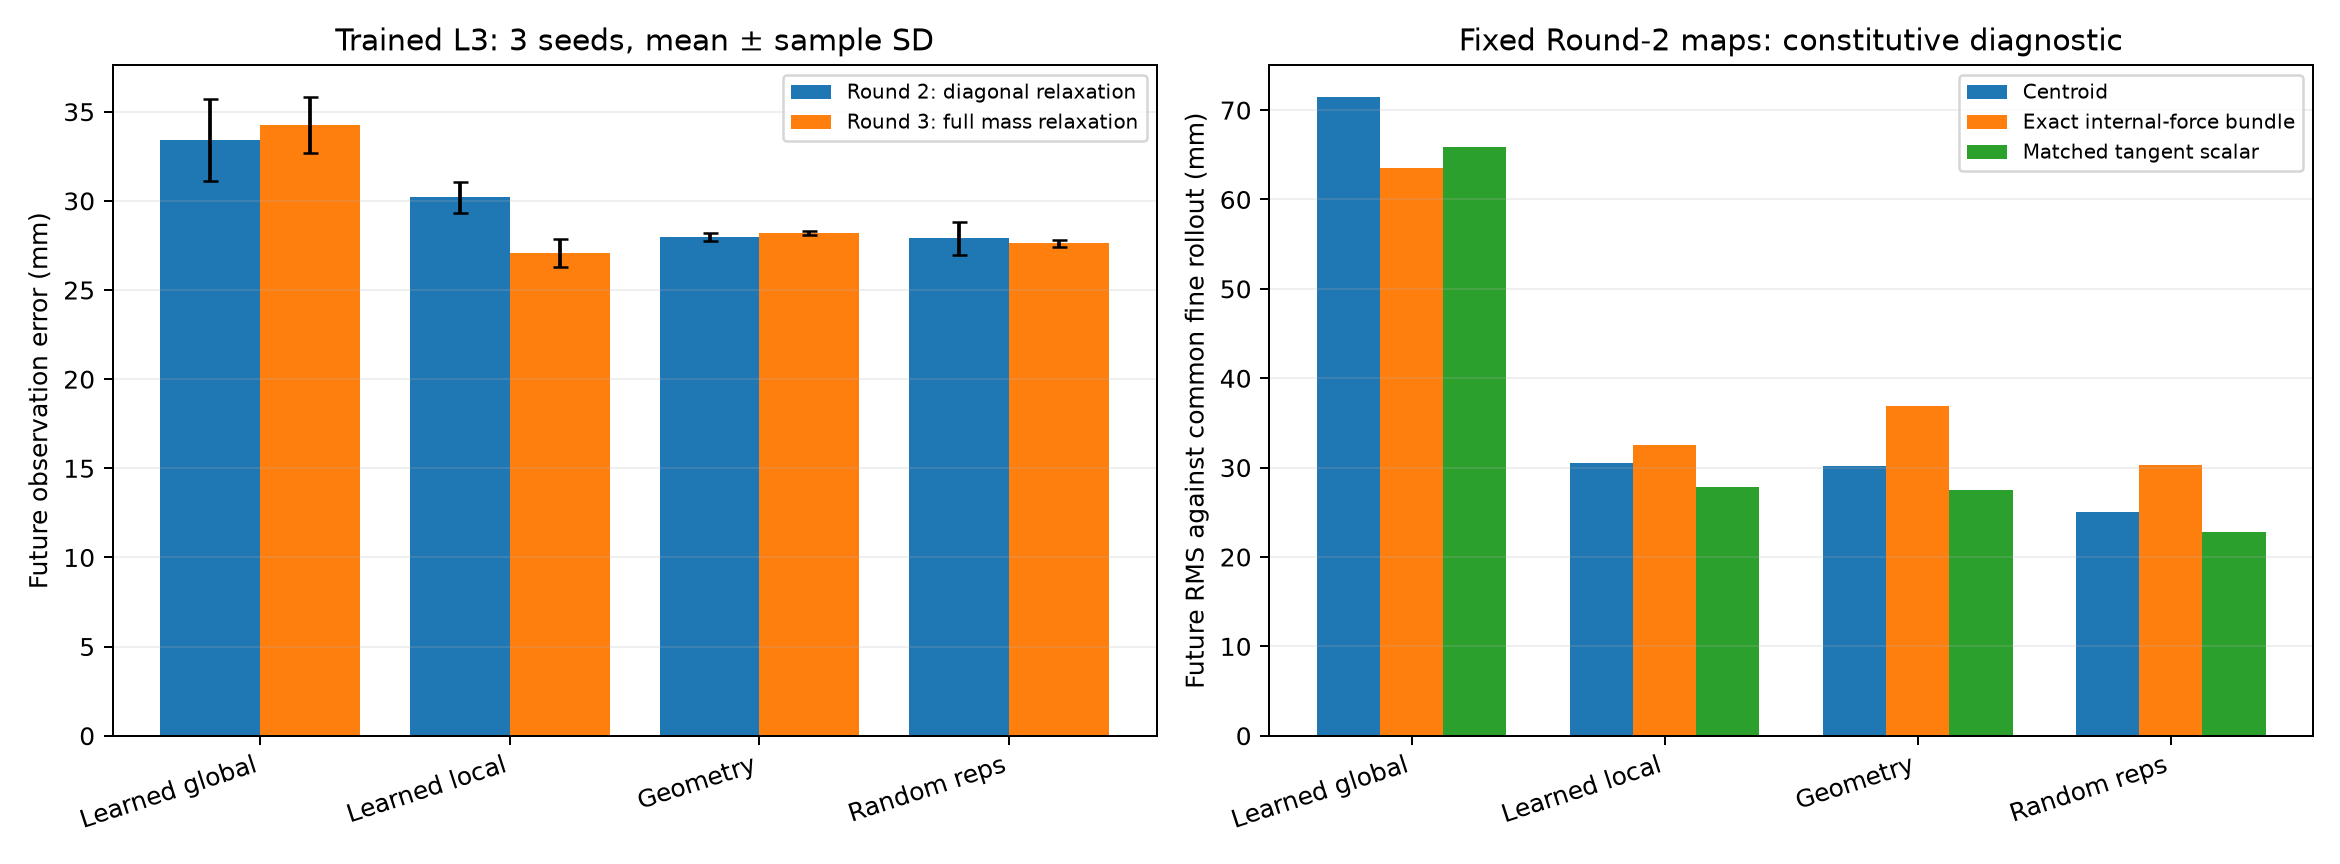 Trained L3: 3 seeds, mean ± sample SD
Future observation error (mm)
35
30
25
20
15
10
5
0
Round 2: diagonal relaxation
Round 3: full mass relaxation
Learned global
Learned local
Geometry
Random reps
Fixed Round-2 maps: constitutive diagnostic
Future RMS against common fine rollout (mm)
70
60
50
40
30
20
10
0
Centroid
Exact internal-force bundle
Matched tangent scalar
Learned global
Learned local
Geometry
Random reps